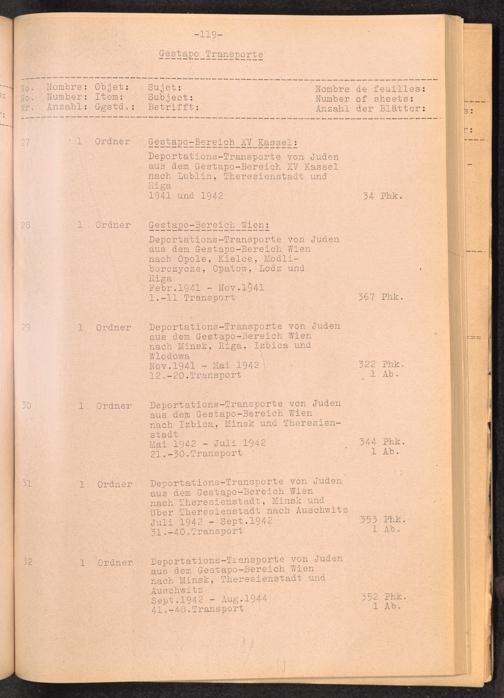 -119-
Gestapo Transporte
No. Nombre: Objet: Sujet: Nombre de feuilles:
No. Number: Item: Subject: Number of sheets:
Nr. Anzahl: Ggstd.: Betrifft: Anzahl der Blätter:
27 1 Ordner Gestapo-Bereich XV Kassel:
Deportations-Transporte von Juden
aus dem Gestapo-Bereich XV Kassel
nach Lublin, Theresienstadt und
Riga
1941 und 1942 34 Phk.
28 1 Ordner Gestapo-Bereich Wien:
Deportations-Transporte von Juden
aus dem Gestapo-Bereich Wien
nach Opole, Kielce, Modli-
borczycze, Opatow, Lodz und
Riga
Febr.1941 - Nov.1941
1.-11 Transport 367 Phk.
29 1 Ordner Deportations-Transporte von Juden
aus dem Gestapo-Bereich Wien
nach Minsk, Riga, Izbica und
Wlodowa
Nov.1941 - Mai 1942 322 Phk.
12.-20.Transport 1 Ab.
30 1 Ordner Deportations-Transporte von Juden
aus dem Gestapo-Bereich Wien
nach Izbica, Minsk und Theresien-
stadt
Mai 1942 - Juli 1942 344 Phk.
21.-30.Transport 1 Ab.
31 1 Ordner Deportations-Transporte von Juden
aus dem Gestapo-Bereich Wien
nach Theresienstadt, Minsk und
über Theresienstadt nach Auschwitz
Juli 1942 - Sept.1942 353 Phk.
31.-40.Transport 1 Ab.
32 1 Ordner Deportations-Transporte von Juden
aus dem Gestapo-Bereich Wien
nach Minsk, Theresienstadt und
Auschwitz
Sept.1942 - Aug.1944 352 Phk.
41.-48.Transport 1 Ab.